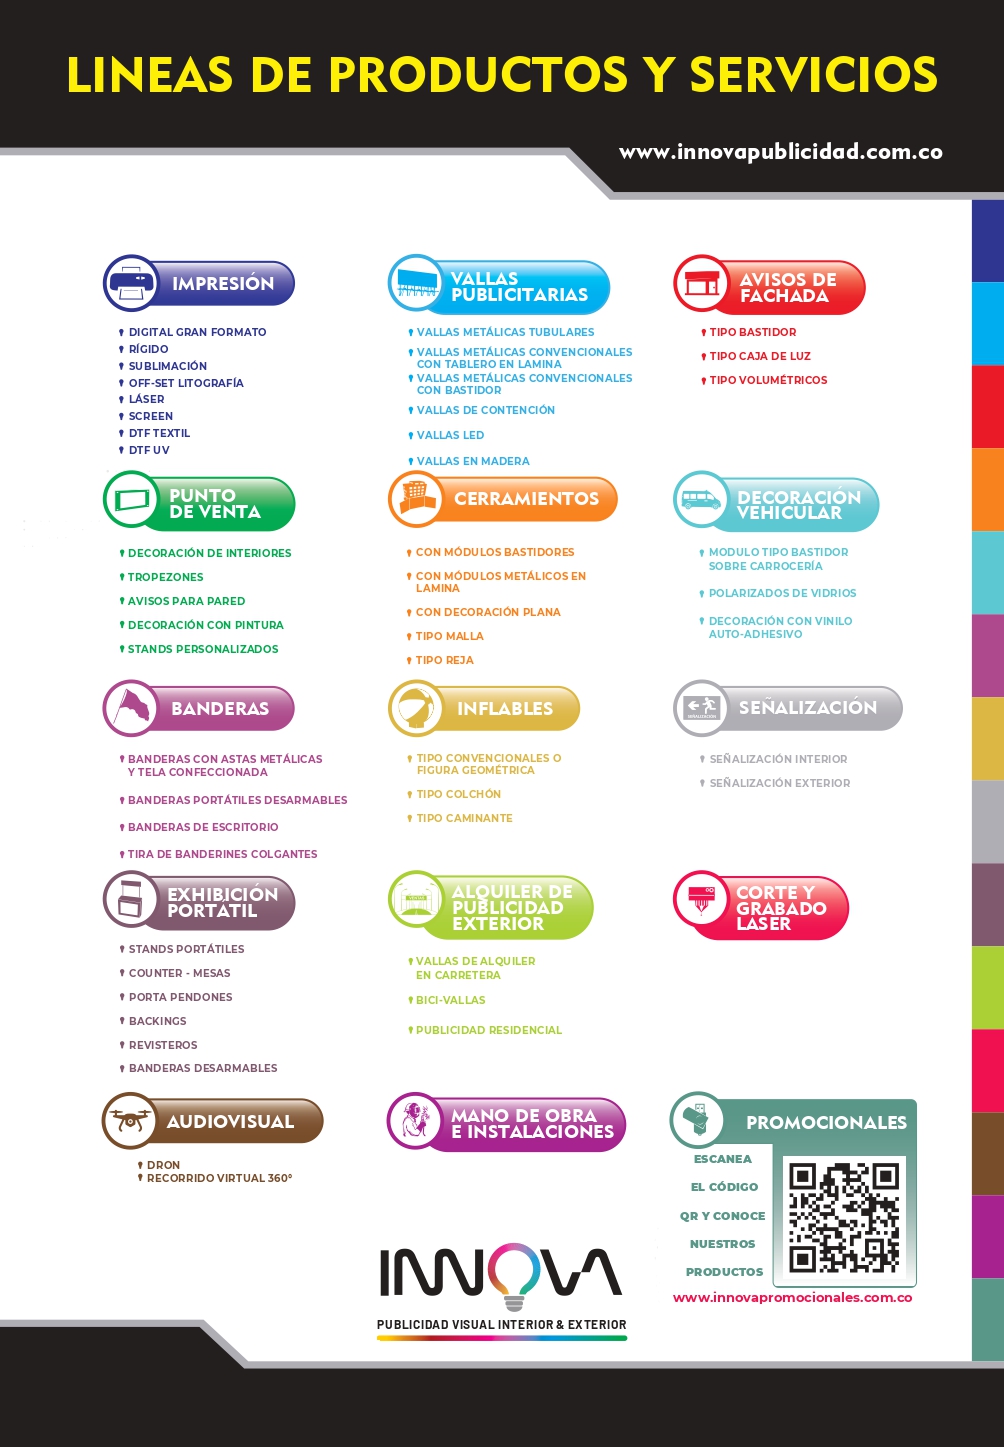 LINEAS DE PRODUCTOS Y SERVICIOS
www.innovapublicidad.com.co
IMPRESIÓN
DIGITAL GRAN FORMATO
RÍGIDO
SUBLIMACIÓN
OFF-SET LITOGRAFÍA
LÁSER
SCREEN
DTF TEXTIL
DTF UV
VALLAS
PUBLICITARIAS
VALLAS METÁLICAS TUBULARES
VALLAS METÁLICAS CONVENCIONALES
CON TABLERO EN LAMINA
VALLAS METÁLICAS CONVENCIONALES
CON BASTIDOR
VALLAS DE CONTENCIÓN
VALLAS LED
VALLAS EN MADERA
AVISOS DE
FACHADA
TIPO BASTIDOR
TIPO CAJA DE LUZ
TIPO VOLUMÉTRICOS
PUNTO
DE VENTA
DECORACIÓN DE INTERIORES
TROPEZONES
AVISOS PARA PARED
DECORACIÓN CON PINTURA
STANDS PERSONALIZADOS
CERRAMIENTOS
CON MÓDULOS BASTIDORES
CON MÓDULOS METÁLICOS EN
LAMINA
CON DECORACIÓN PLANA
TIPO MALLA
TIPO REJA
DECORACIÓN
VEHICULAR
MODULO TIPO BASTIDOR
SOBRE CARROCERÍA
POLARIZADOS DE VIDRIOS
DECORACIÓN CON VINILO
AUTO-ADHESIVO
BANDERAS
BANDERAS CON ASTAS METÁLICAS
Y TELA CONFECCIONADA
BANDERAS PORTÁTILES DESARMABLES
BANDERAS DE ESCRITORIO
TIRA DE BANDERINES COLGANTES
INFLABLES
TIPO CONVENCIONALES O
FIGURA GEOMÉTRICA
TIPO COLCHÓN
TIPO CAMINANTE
SEÑALIZACIÓN
SEÑALIZACIÓN
SEÑALIZACIÓN INTERIOR
SEÑALIZACIÓN EXTERIOR
EXHIBICIÓN
PORTÁTIL
STANDS PORTÁTILES
COUNTER - MESAS
PORTA PENDONES
BACKINGS
REVISTEROS
BANDERAS DESARMABLES
ALQUILER DE
PUBLICIDAD
EXTERIOR
VALLAS DE ALQUILER
EN CARRETERA
BICI-VALLAS
PUBLICIDAD RESIDENCIAL
CORTE Y
GRABADO
LASER
AUDIOVISUAL
DRON
RECORRIDO VIRTUAL 360°
MANO DE OBRA
E INSTALACIONES
PROMOCIONALES
ESCANEA
EL CÓDIGO
QR Y CONOCE
NUESTROS
PRODUCTOS
www.innovapromocionales.com.co
INNOVA
PUBLICIDAD VISUAL INTERIOR & EXTERIOR